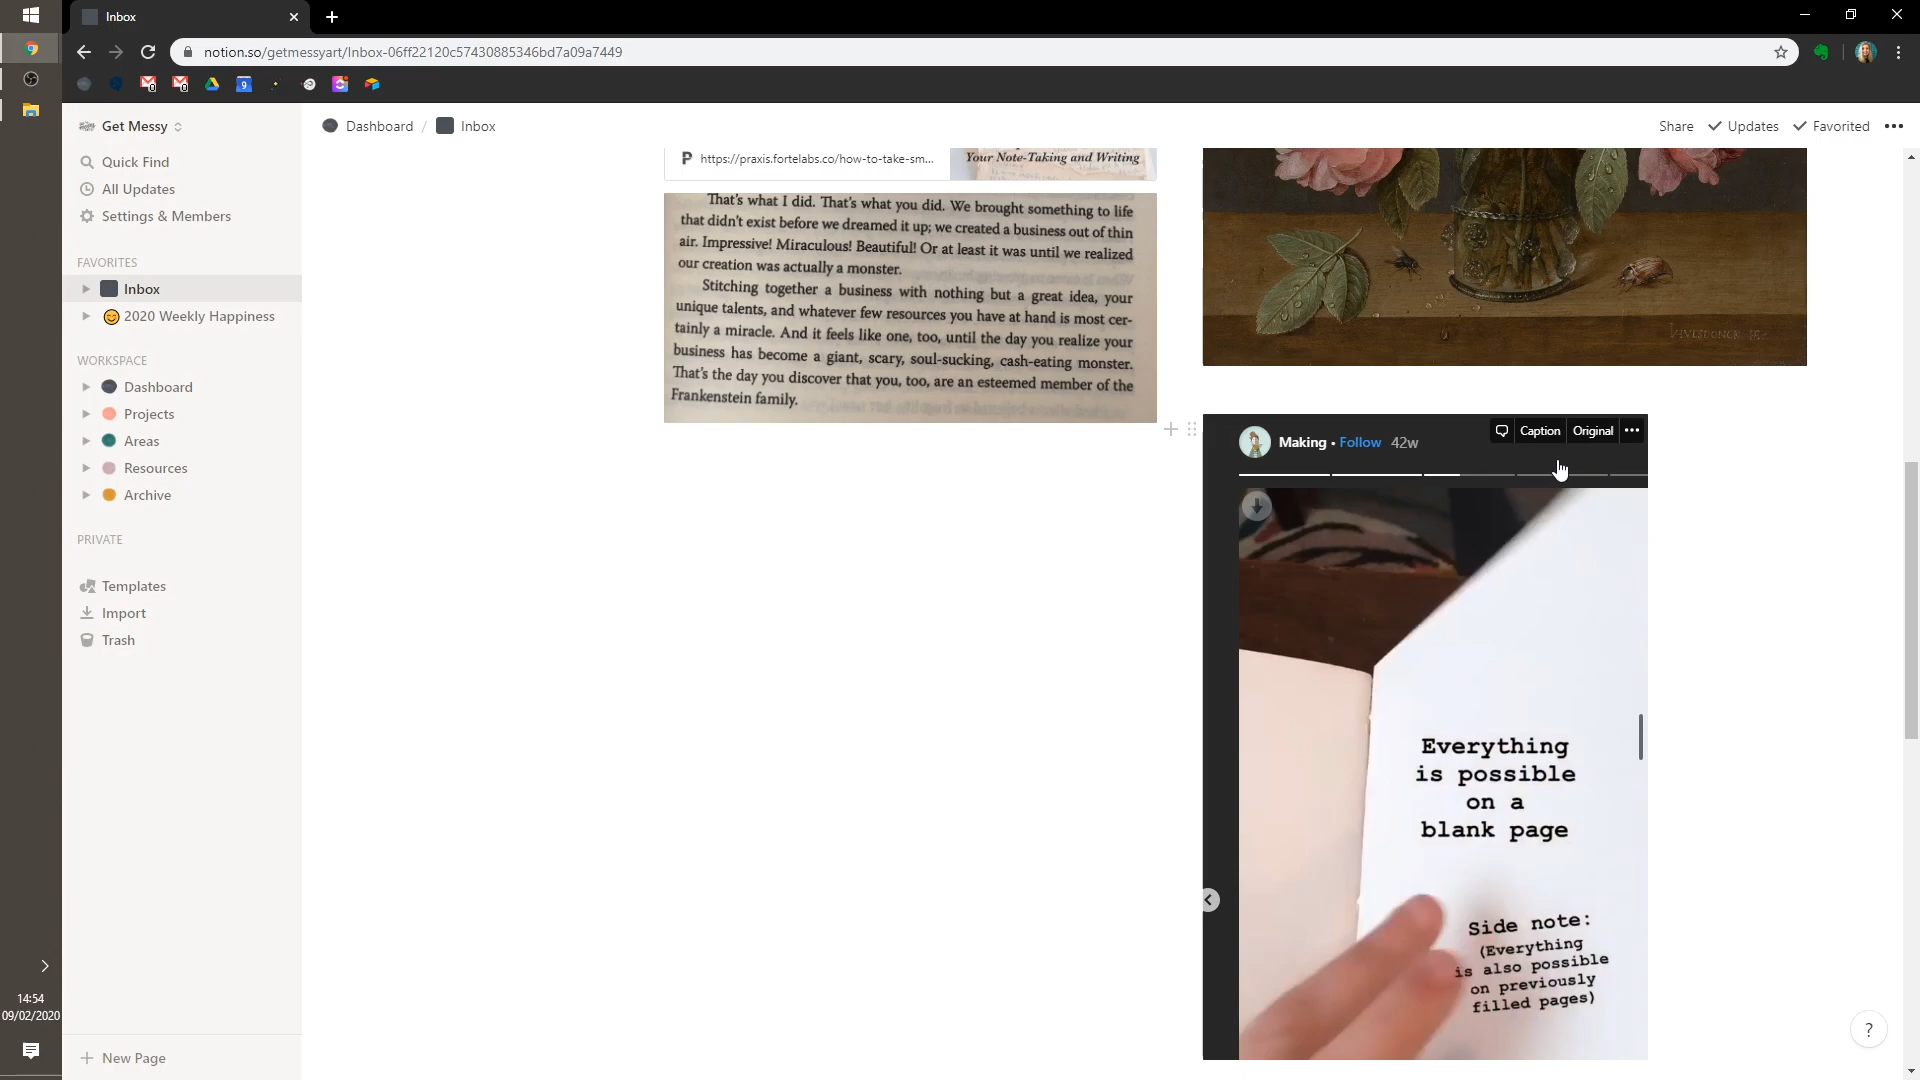 Inbox
notion.so/getmessyart/Inbox-06ff22120c57430885346bd7a09a7449
Get Messy
Dashboard / Inbox
Share
Updates
Favorited
Quick Find
All Updates
Settings & Members
FAVORITES
Inbox
2020 Weekly Happiness
WORKSPACE
Dashboard
Projects
Areas
Resources
Archive
PRIVATE
Templates
Import
Trash
New Page
14:54
09/02/2020
https://praxis.fortelabs.co/how-to-take-sm...
Your Note-Taking and Writing
That's what I did. That's what you did. We brought something to life
that didn't exist before we dreamed it up; we created a business out of thin
air. Impressive! Miraculous! Beautiful! Or at least it was until we realized
our creation was actually a monster.
Stitching together a business with nothing but a great idea, your
unique talents, and whatever few resources you have at hand is most cer-
tainly a miracle. And it feels like one, too, until the day you realize your
business has become a giant, scary, soul-sucking, cash-eating monster.
That's the day you discover that you, too, are an esteemed member of the
Frankenstein family.
Making • Follow 42w
Caption
Original
Everything
is possible
on a
blank page
Side note:
(Everything
is also possible
on previously
filled pages)
?